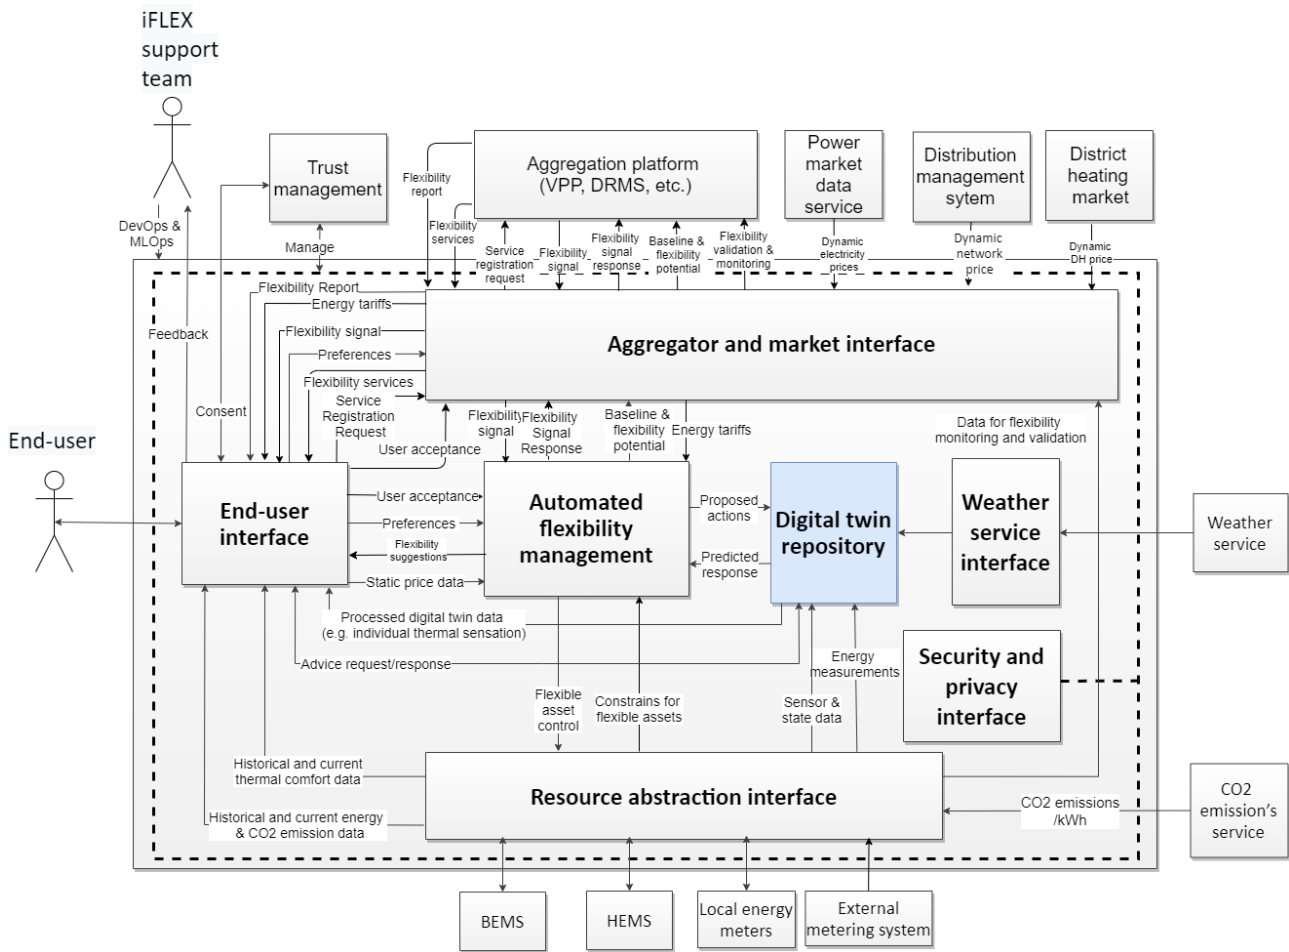 iFLEX
support
team
Trust
management
Aggregation platform
(VPP, DRMS, etc.)
Power
market
data
service
Distribution
management
sytem
District
heating
market
Flexibility
report
Flexibility
services
DevOps &
MLOps
Manage
Service
registration
request
Flexibility
signal
Flexibility
signal
response
Baseline &
flexibility
potential
Flexibility
validation &
monitoring
Dynamic
electricity
prices
Dynamic
network
price
Dynamic
DH price
Flexibility Report
Energy tariffs
Feedback
Flexibility signal
Preferences
Flexibility services
Service
Registration
Request
Consent
User acceptance
Aggregator and market interface
Flexibility
signal
Flexibility
Signal
Response
Baseline &
flexibility
potential
Energy tariffs
Data for flexibility
monitoring and validation
End-user
End-user
interface
User acceptance
Preferences
Flexibility
suggestions
Static price data
Automated
flexibility
management
Proposed
actions
Predicted
response
Digital twin
repository
Weather
service
interface
Weather
service
Processed digital twin data
(e.g. individual thermal sensation)
Advice request/response
Energy
measurements
Security and
privacy
interface
Flexible
asset
control
Constrains for
flexible assets
Sensor &
state data
Historical and current
thermal comfort data
Historical and current energy
& CO2 emission data
Resource abstraction interface
CO2 emissions
/kWh
CO2
emission's
service
BEMS
HEMS
Local energy
meters
External
metering system